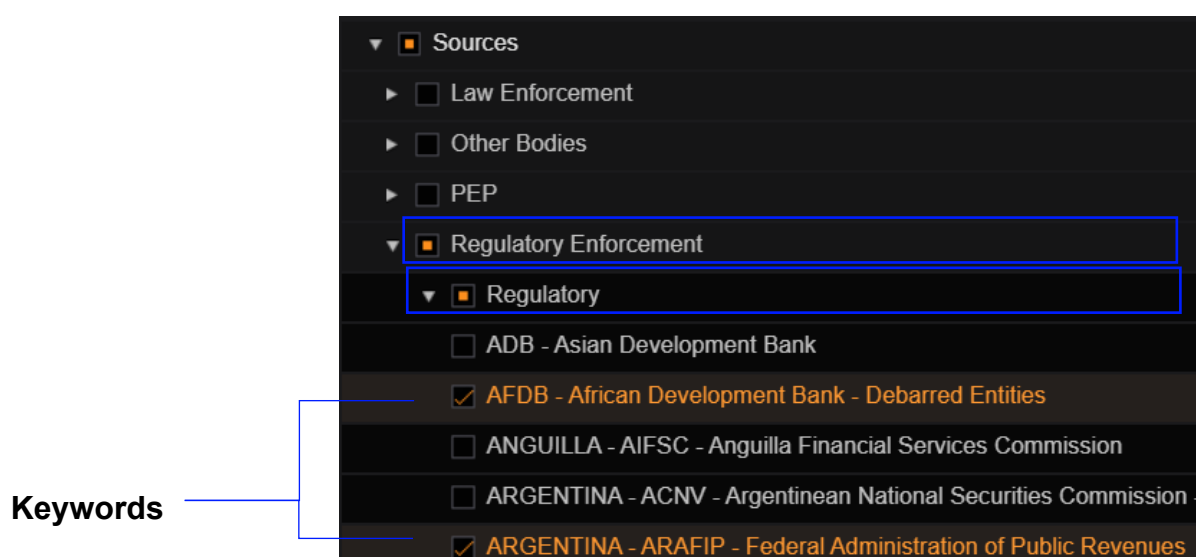 Sources
Law Enforcement
Other Bodies
PEP
Regulatory Enforcement
Regulatory
ADB - Asian Development Bank
AFDB - African Development Bank - Debarred Entities
ANGUILLA - AIFSC - Anguilla Financial Services Commission
ARGENTINA - ACNV - Argentinean National Securities Commission -
Keywords
ARGENTINA - ARAFIP - Federal Administration of Public Revenues